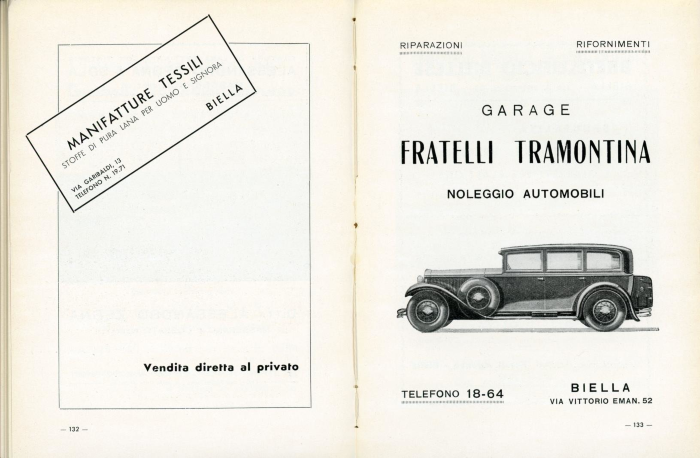 MANIFATTURE TESSILI
STOFFE DI PURA LANA PER UOMO E SIGNORA
BIELLA
VIA GARIBALDI, 13
TELEFONO N. 19.71
Vendita diretta al privato
— 132 —
RIPARAZIONI RIFORNIMENTI
GARAGE
FRATELLI TRAMONTINA
NOLEGGIO AUTOMOBILI
TELEFONO 18-64
BIELLA
VIA VITTORIO EMAN. 52
— 133 —